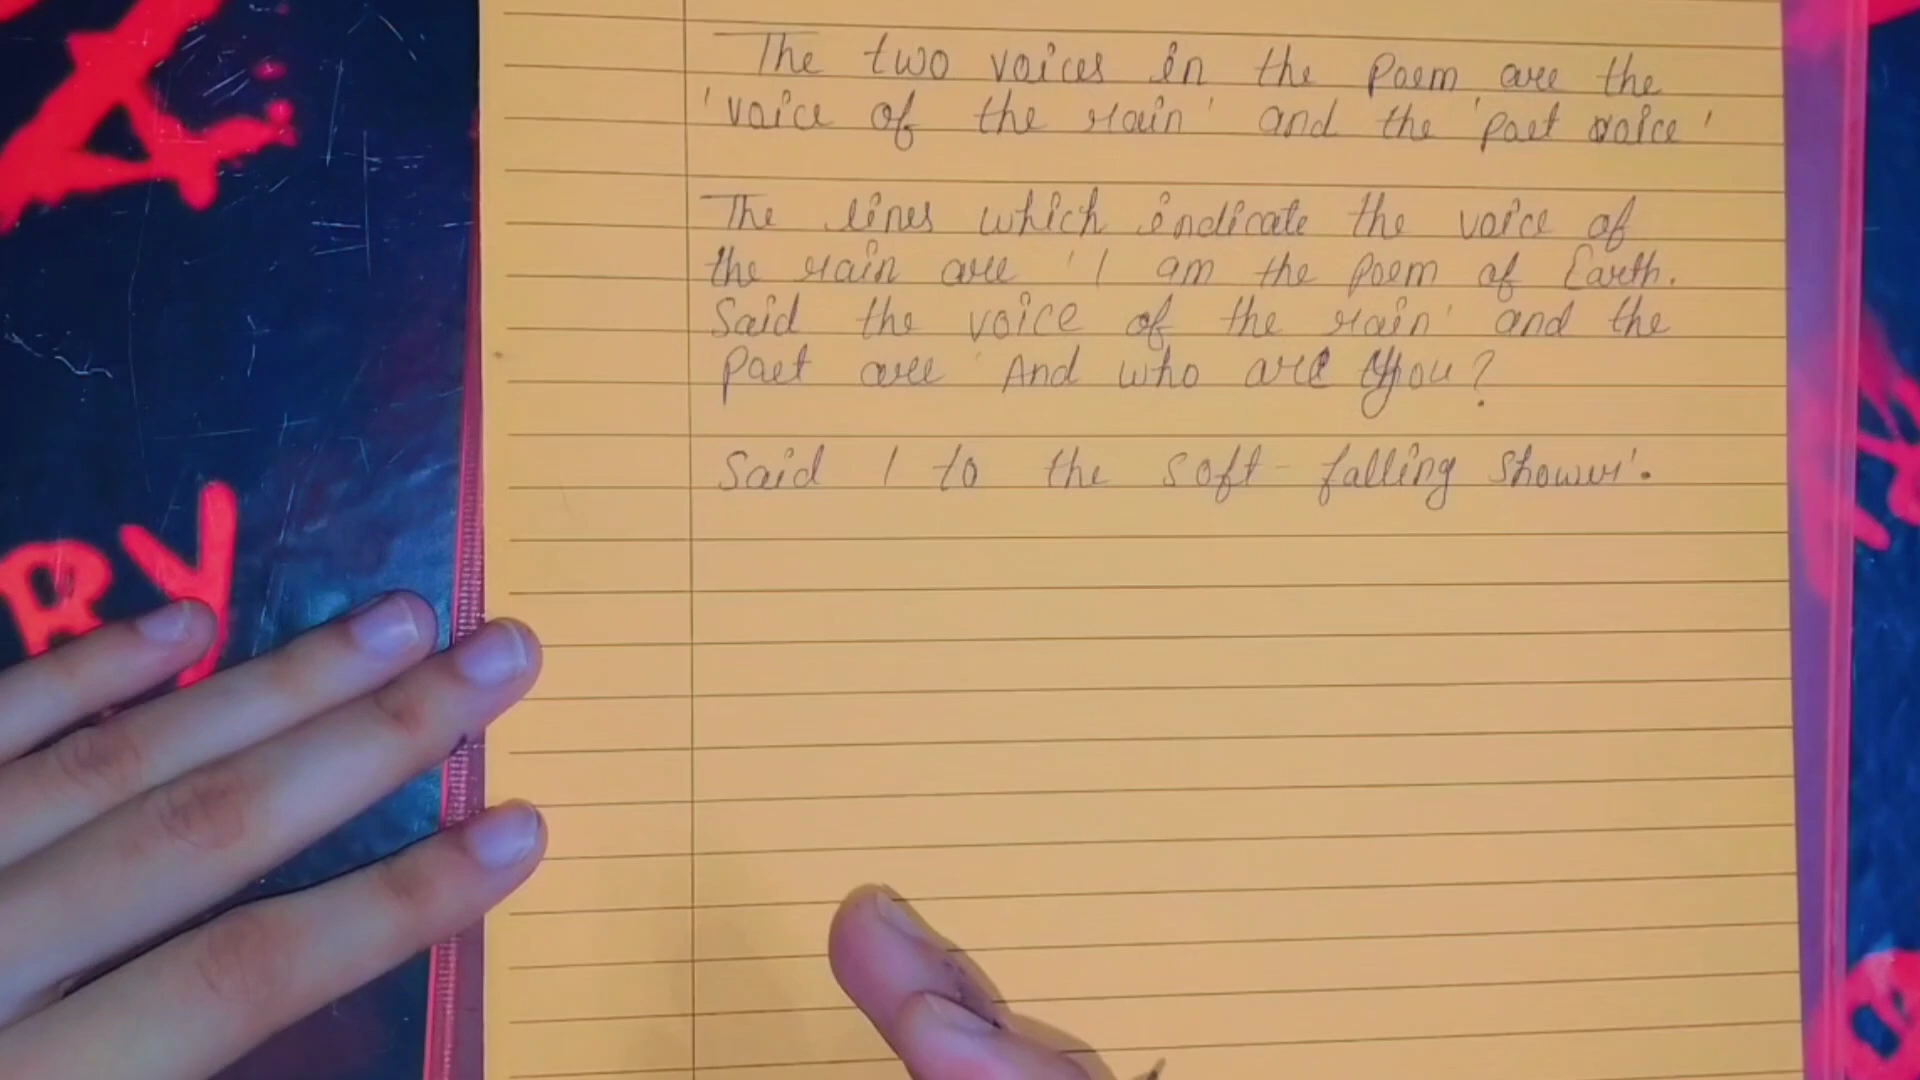 The two voices in the Poem are the
'voice of the rain' and the 'poet voice'
The lines which indicate the voice of
the rain are 'I am the Poem of Earth.
Said the voice of the rain' and the
Poet are 'And who are you?
Said I to the soft-falling shower'.
RY